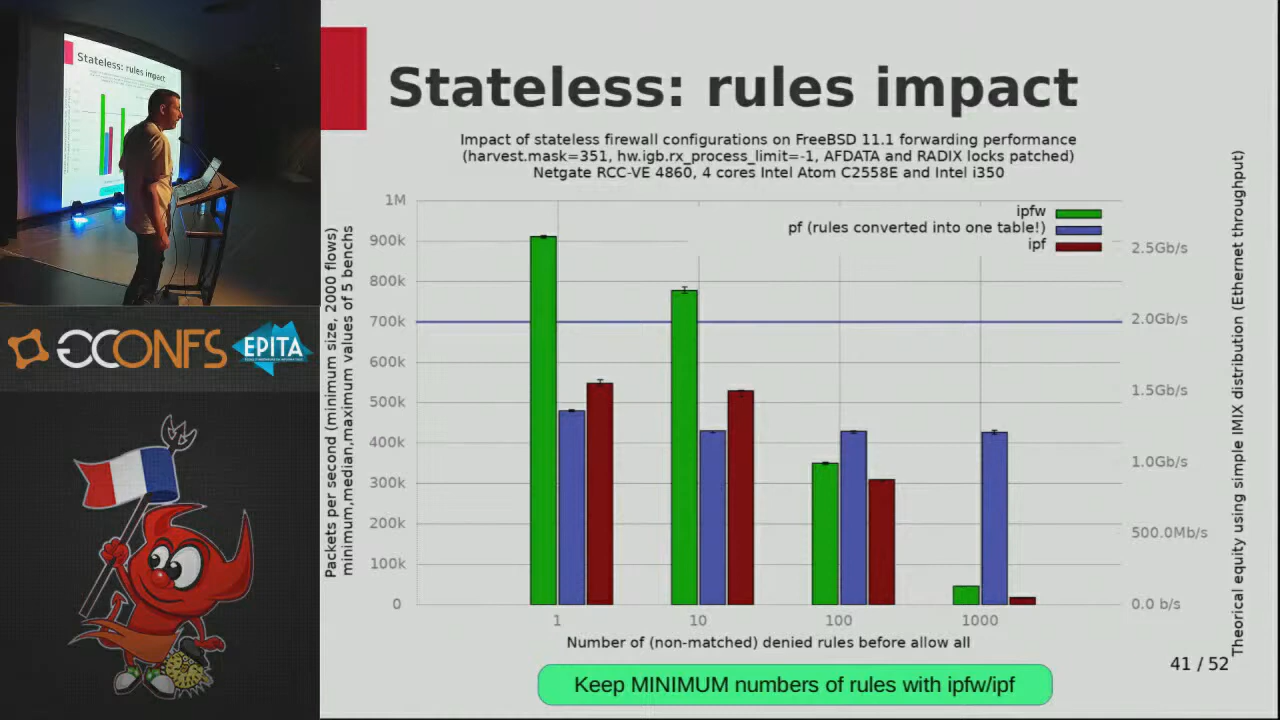 Stateless: rules impact
Stateless: rules impact
Impact of stateless firewall configurations on FreeBSD 11.1 forwarding performance
(harvest.mask=351, hw.igb.rx_process_limit=-1, AFDATA and RADIX locks patched)
Netgate RCC-VE 4860, 4 cores Intel Atom C2558E and Intel i350
ipfw
pf (rules converted into one table!)
ipf
1M
900k
800k
700k
600k
500k
400k
300k
200k
100k
0
2.5Gb/s
2.0Gb/s
1.5Gb/s
1.0Gb/s
500.0Mb/s
0.0 b/s
Packets per second (minimum size, 2000 flows)
minimum,median,maximum values of 5 benchs
Theorical equity using simple IMIX distribution (Ethernet throughput)
1 10 100 1000
Number of (non-matched) denied rules before allow all
41 / 52
Keep MINIMUM numbers of rules with ipfw/ipf
GCONFS
EPITA